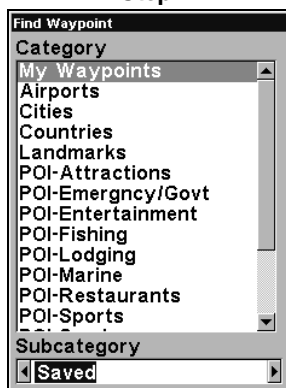 Find Waypoint
Category
My Waypoints
Airports
Cities
Countries
Landmarks
POI-Attractions
POI-Emergncy/Govt
POI-Entertainment
POI-Fishing
POI-Lodging
POI-Marine
POI-Restaurants
POI-Sports
Subcategory
Saved